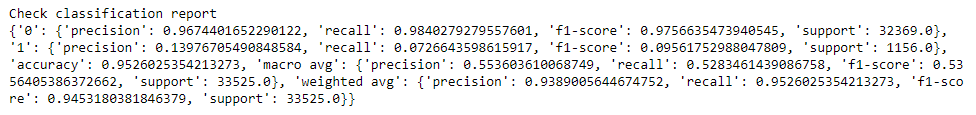 Check classification report
{'0': {'precision': 0.9674401652290122, 'recall': 0.9840279279557601, 'f1-score': 0.9756635473940545, 'support': 32369.0},
'1': {'precision': 0.13976705490848584, 'recall': 0.0726643598615917, 'f1-score': 0.09561752988047809, 'support': 1156.0},
'accuracy': 0.9526025354213273, 'macro avg': {'precision': 0.553603610068749, 'recall': 0.5283461439086758, 'f1-score': 0.53
56405386372662, 'support': 33525.0}, 'weighted avg': {'precision': 0.9389005644674752, 'recall': 0.9526025354213273, 'f1-sco
re': 0.9453180381846379, 'support': 33525.0}}